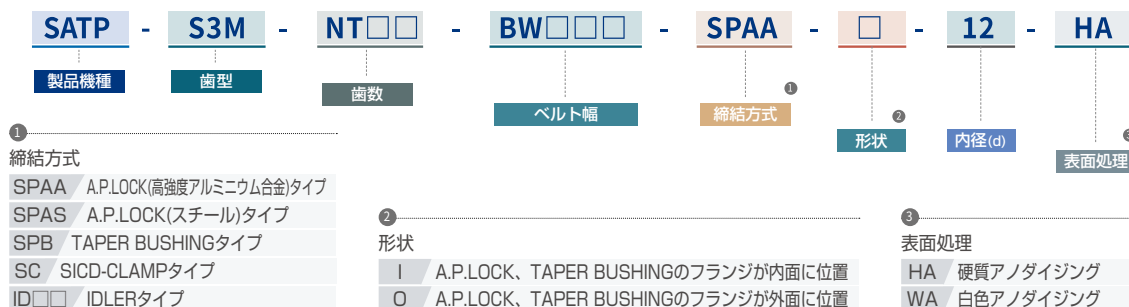 SATP - S3M - NT□□ - BW□□□ - SPAA - □ - 12 - HA
製品機種 歯型 歯数 ベルト幅 締結方式 ❶ 形状 ❷ 内径(d) 表面処理 ❸
❶
締結方式
SPAA A.P.LOCK(高強度アルミニウム合金)タイプ
SPAS A.P.LOCK(スチール)タイプ
SPB TAPER BUSHINGタイプ
SC SICD-CLAMPタイプ
ID□□ IDLERタイプ
❷
形状
I A.P.LOCK、TAPER BUSHINGのフランジが内面に位置
O A.P.LOCK、TAPER BUSHINGのフランジが外面に位置
❸
表面処理
HA 硬質アノダイジング
WA 白色アノダイジング